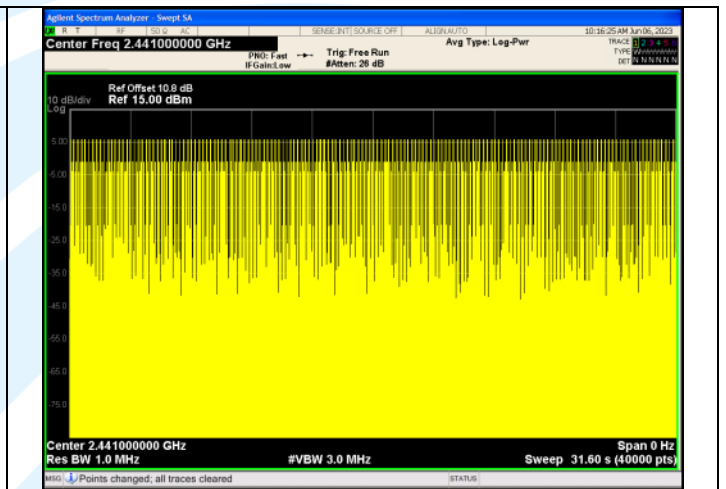 Agilent Spectrum Analyzer - Swept SA
R T RF 50 Ω AC SENSE:INT SOURCE OFF ALIGN AUTO 10:16:25 AM Jun 06, 2023
Center Freq 2.441000000 GHz Avg Type: Log-Pwr TRACE 1 2 3 4 5 6
PNO: Fast Trig: Free Run TYPE
IFGain:Low #Atten: 26 dB DET N N N N N N
Ref Offset 10.8 dB
10 dB/div Ref 15.00 dBm
Log
5.00
-5.00
-15.0
-25.0
-35.0
-45.0
-55.0
-65.0
-75.0
Center 2.441000000 GHz Span 0 Hz
Res BW 1.0 MHz #VBW 3.0 MHz Sweep 31.60 s (40000 pts)
MSG Points changed; all traces cleared STATUS